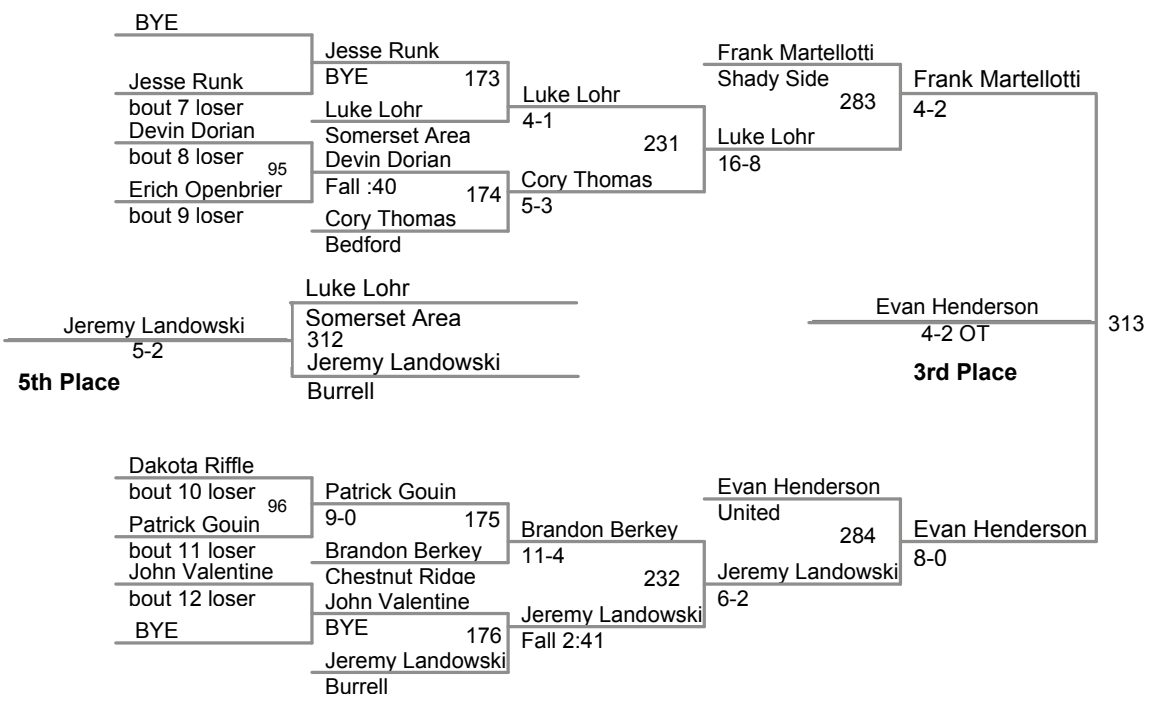 BYE
Jesse Runk
bout 7 loser
Devin Dorian
bout 8 loser
95
Erich Openbrier
bout 9 loser
Jesse Runk
BYE
173
Luke Lohr
Somerset Area
Devin Dorian
Fall :40
174
Cory Thomas
Bedford
Luke Lohr
4-1
231
Cory Thomas
5-3
Frank Martellotti
Shady Side
283
Luke Lohr
16-8
Frank Martellotti
4-2
Luke Lohr
Somerset Area
312
Jeremy Landowski
Burrell
Jeremy Landowski
5-2
5th Place
Evan Henderson
4-2 OT
313
3rd Place
Dakota Riffle
bout 10 loser
96
Patrick Gouin
bout 11 loser
John Valentine
bout 12 loser
BYE
Patrick Gouin
9-0
175
Brandon Berkey
Chestnut Ridge
John Valentine
BYE
176
Jeremy Landowski
Burrell
Brandon Berkey
11-4
232
Jeremy Landowski
Fall 2:41
Evan Henderson
United
284
Jeremy Landowski
6-2
Evan Henderson
8-0